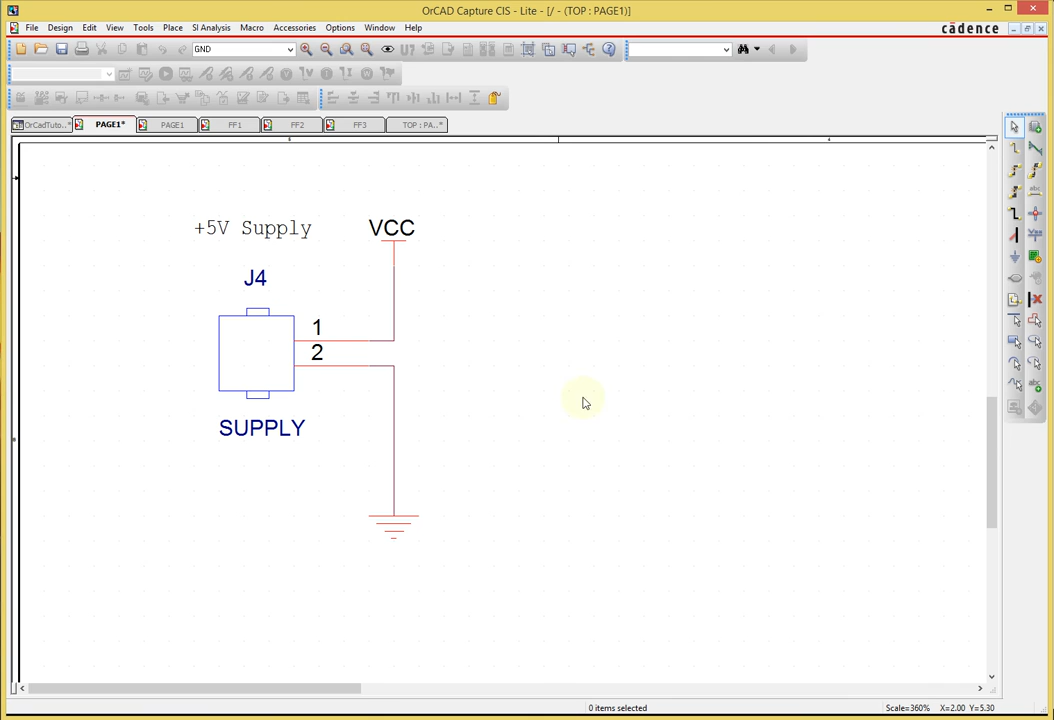 OrCAD Capture CIS - Lite - [/ - (TOP : PAGE1)]
File Design Edit View Tools Place SI Analysis Macro Accessories Options Window Help
cādence
GND
U?
OrCadTuto..* PAGE1* PAGE1 FF1 FF2 FF3 TOP : PA...*
+5V Supply
VCC
J4
1
2
SUPPLY
0 items selected
Scale=360% X=2.00 Y=5.30